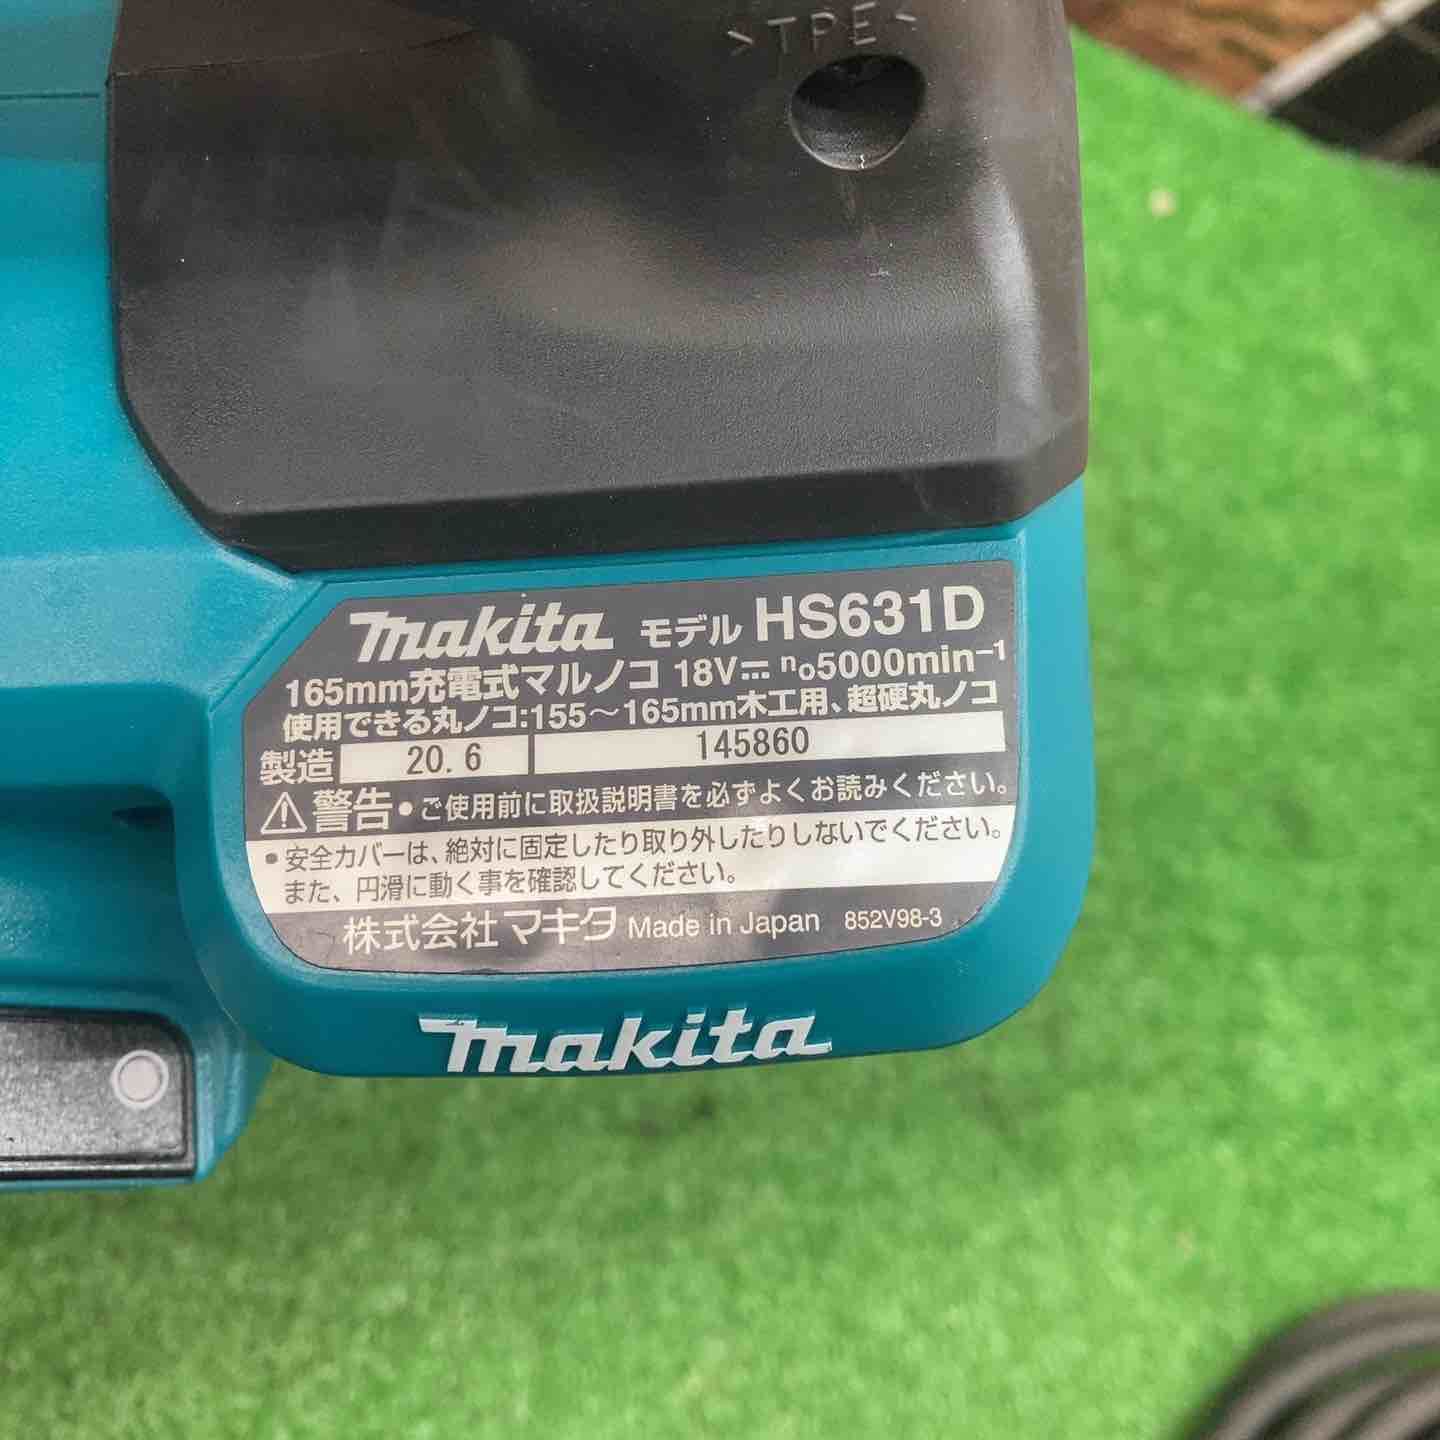 >TPE<
makita モデル HS631D
165mm充電式マルノコ 18V⎓ n₀5000min⁻¹
使用できる丸ノコ:155～165mm木工用、超硬丸ノコ
製造 20.6 145860
⚠警告 • ご使用前に取扱説明書を必ずよくお読みください。
• 安全カバーは、絶対に固定したり取り外したりしないでください。
また、円滑に動く事を確認してください。
株式会社マキタ Made in Japan 852V98-3
makita